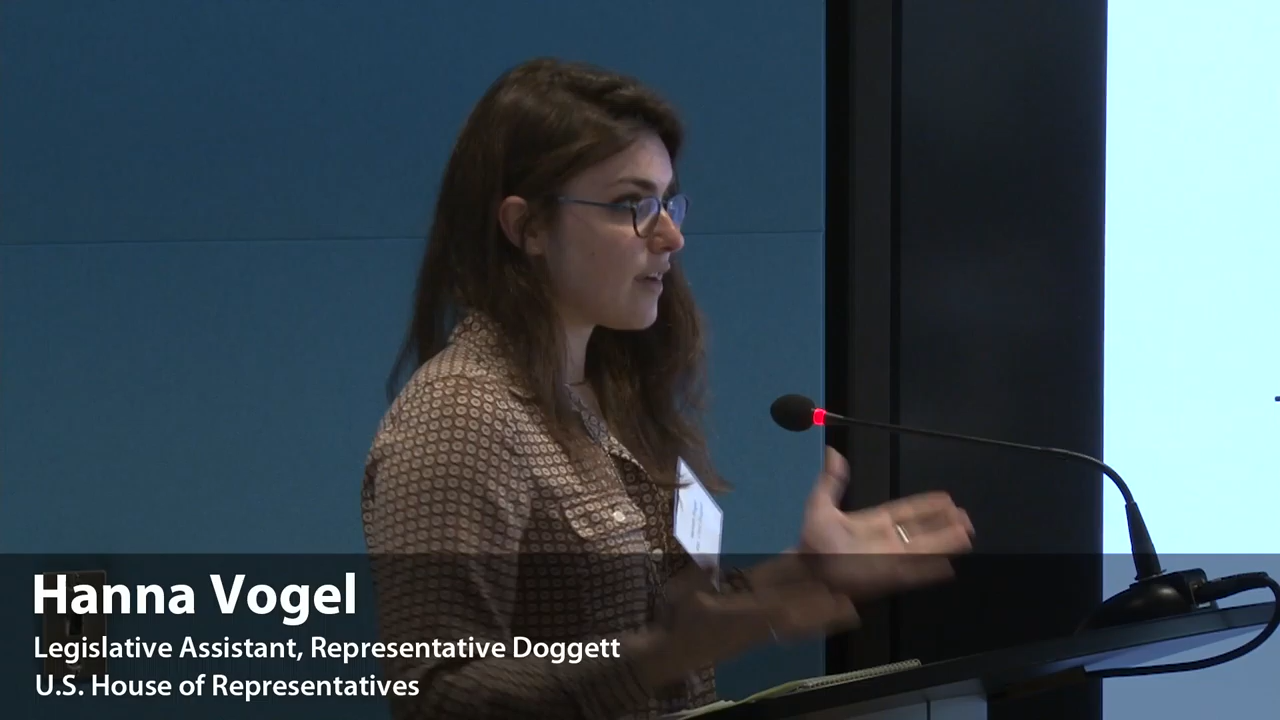 Hanna Vogel
Legislative Assistant, Representative Doggett
U.S. House of Representatives